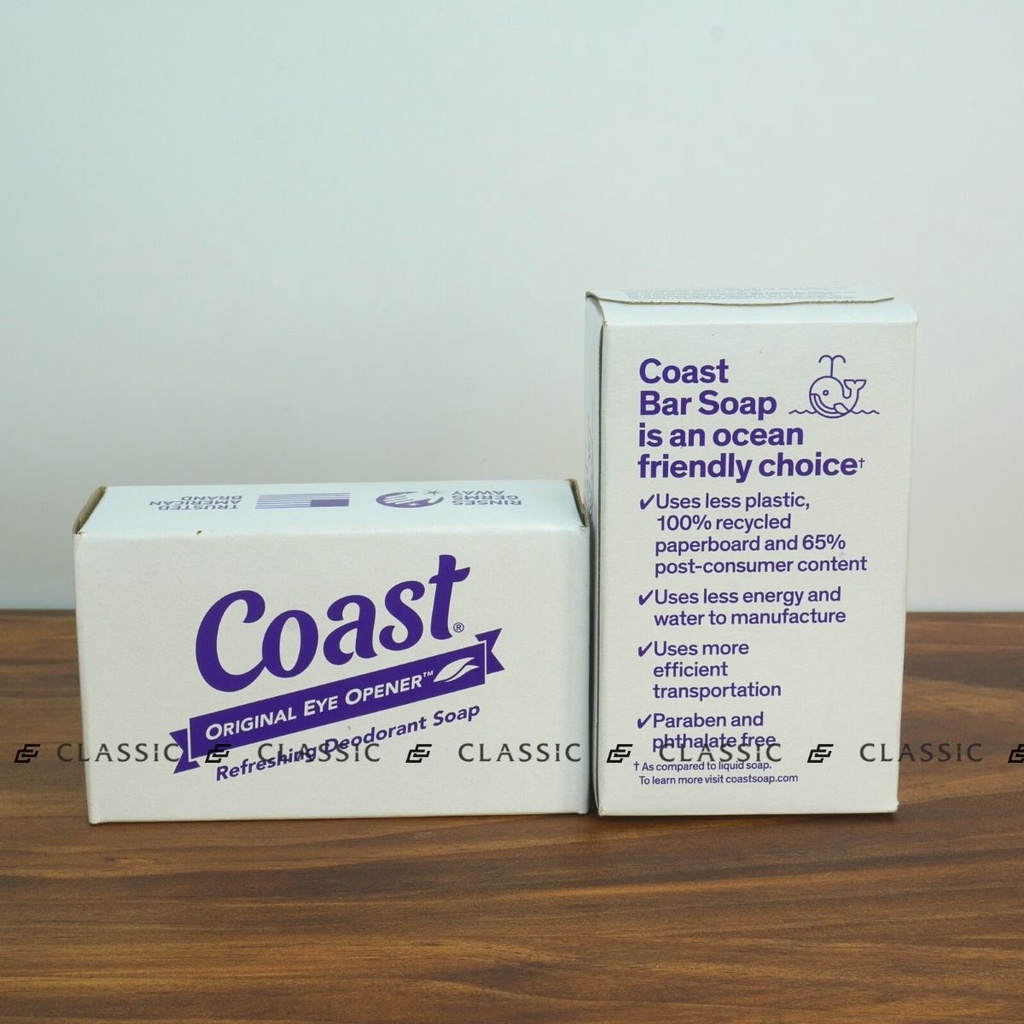 TRUSTED
AMERICAN
BRAND
RINSES
GERMS
AWAY
Coast®
ORIGINAL EYE OPENER™
Refreshing Deodorant Soap
Coast
Bar Soap
is an ocean
friendly choice†
✓Uses less plastic,
100% recycled
paperboard and 65%
post-consumer content
✓Uses less energy and
water to manufacture
✓Uses more
efficient
transportation
✓Paraben and
phthalate free
† As compared to liquid soap.
To learn more visit coastsoap.com
CLASSIC CLASSIC CLASSIC CLASSIC CLASSIC